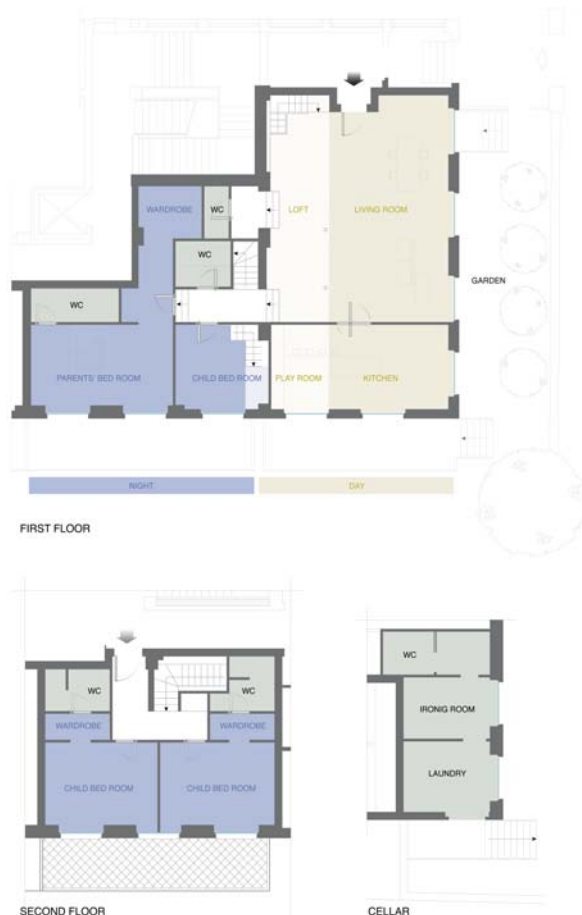 WARDROBE
WC
LOFT
LIVING ROOM
WC
GARDEN
WC
PARENTS' BED ROOM
CHILD BED ROOM
PLAY ROOM
KITCHEN
NIGHT
DAY
FIRST FLOOR
WC
WC
WARDROBE
WARDROBE
CHILD BED ROOM
CHILD BED ROOM
SECOND FLOOR
WC
IRONIG ROOM
LAUNDRY
CELLAR